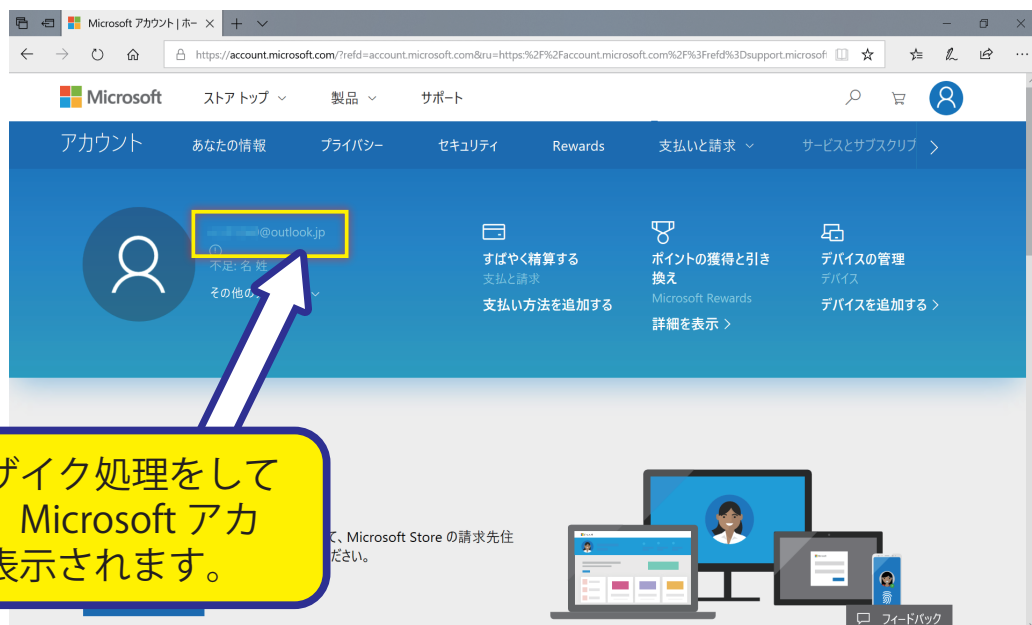 Microsoft アカウント | ホー
https://account.microsoft.com/?refd=account.microsoft.com&ru=https:%2F%2Faccount.microsoft.com%2F%3Frefd%3Dsupport.microsof
Microsoft ストア トップ 製品 サポート
アカウント あなたの情報 プライバシー セキュリティ Rewards 支払いと請求 サービスとサブスクリプ
@outlook.jp
不足: 名 姓
その他の
すばやく精算する
支払と請求
支払い方法を追加する
ポイントの獲得と引き
換え
Microsoft Rewards
詳細を表示 >
デバイスの管理
デバイス
デバイスを追加する >
ザイク処理をして
Microsoft アカ
表示されます。
て、Microsoft Store の請求先住
ださい。
フィードバック